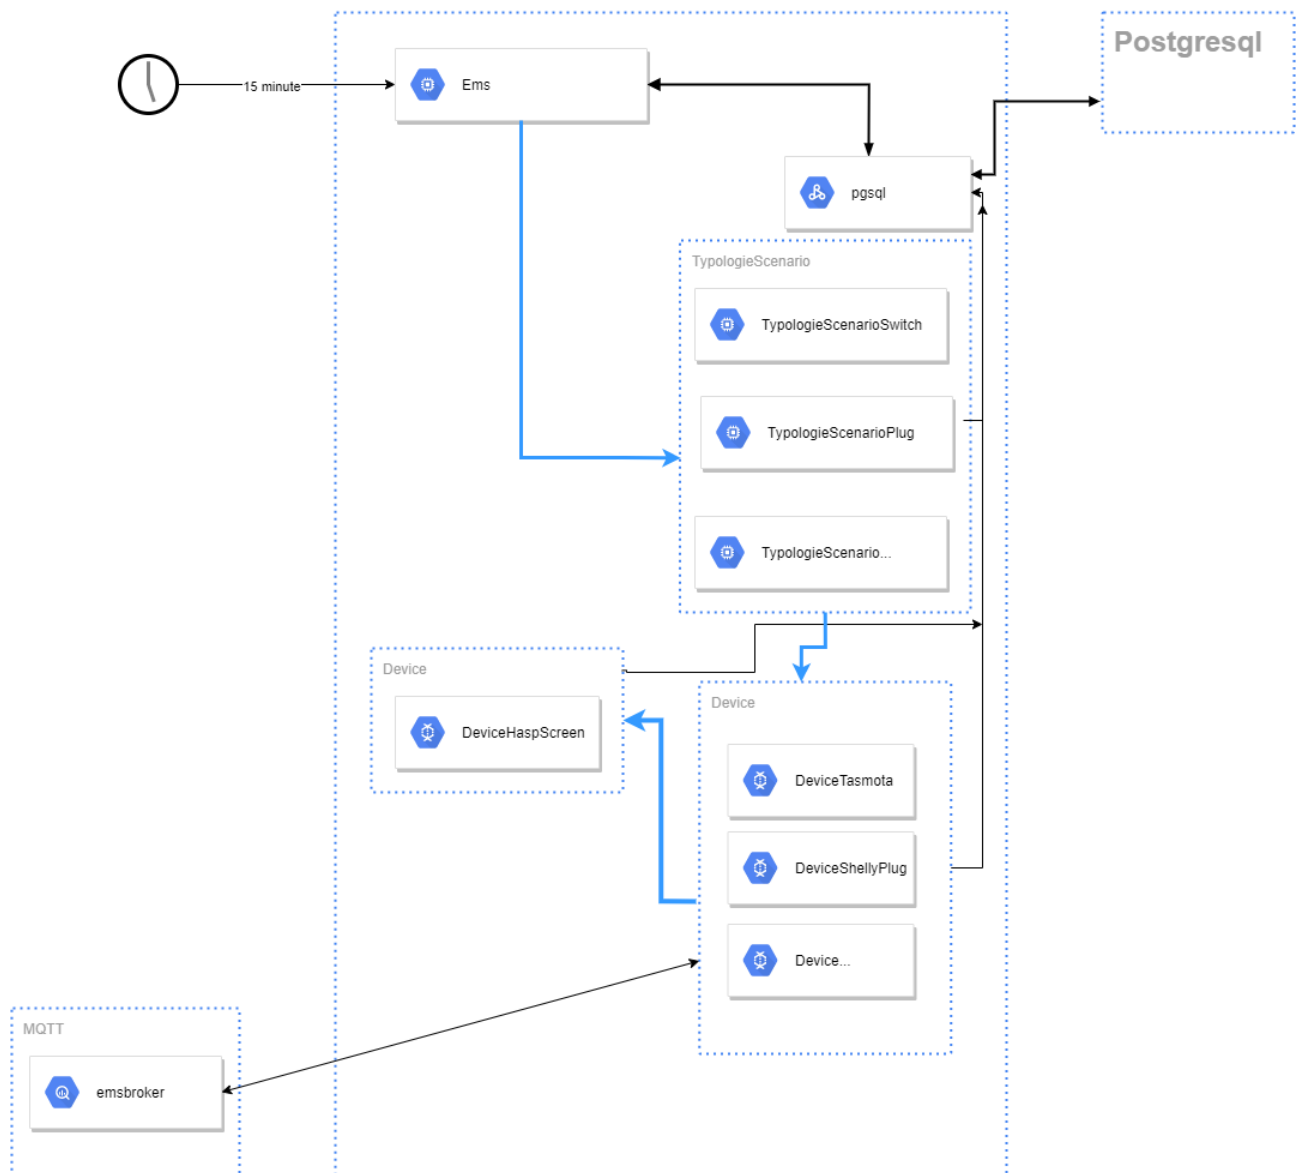 Postgresql
15 minute
Ems
pgsql
TypologieScenario
TypologieScenarioSwitch
TypologieScenarioPlug
TypologieScenario...
Device
DeviceHaspScreen
Device
DeviceTasmota
DeviceShellyPlug
Device...
MQTT
emsbroker